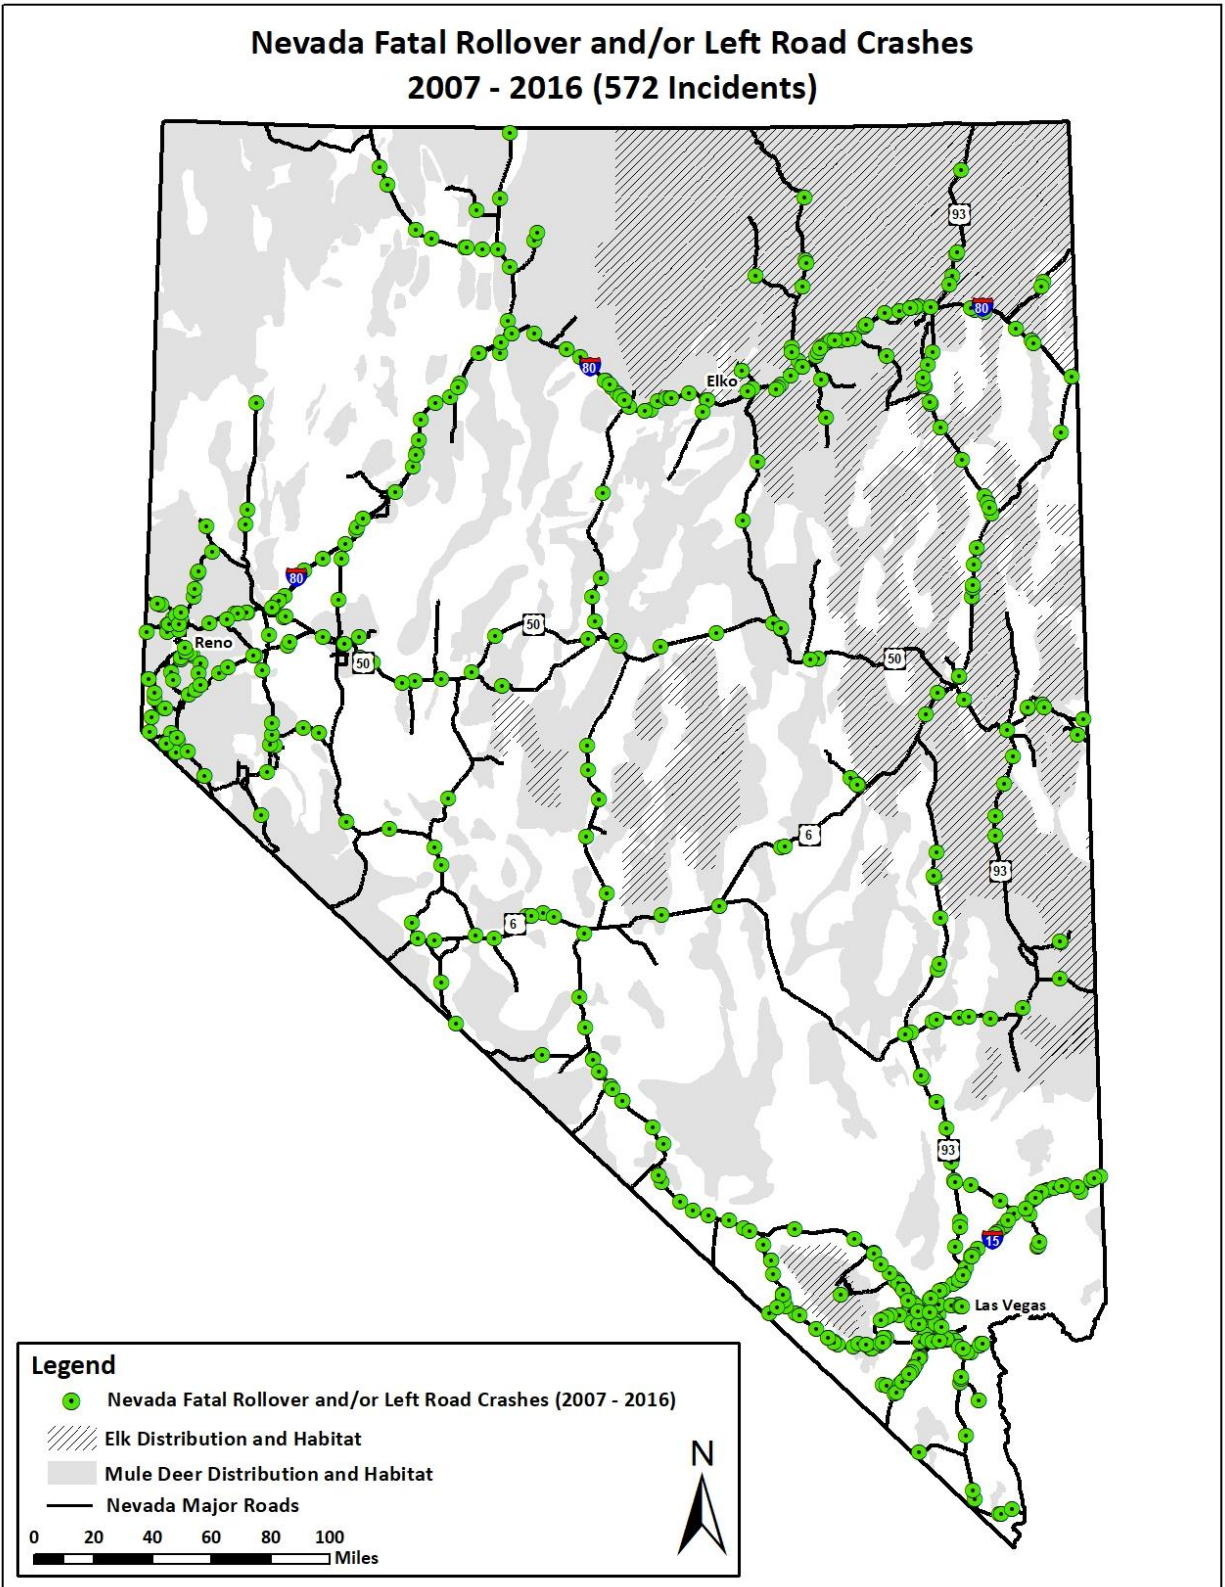 Nevada Fatal Rollover and/or Left Road Crashes
2007 - 2016 (572 Incidents)
93
80
80
Elko
80
50
Reno
50
50
6
93
6
93
15
Las Vegas
Legend
Nevada Fatal Rollover and/or Left Road Crashes (2007 - 2016)
Elk Distribution and Habitat
Mule Deer Distribution and Habitat
Nevada Major Roads
N
0 20 40 60 80 100
Miles